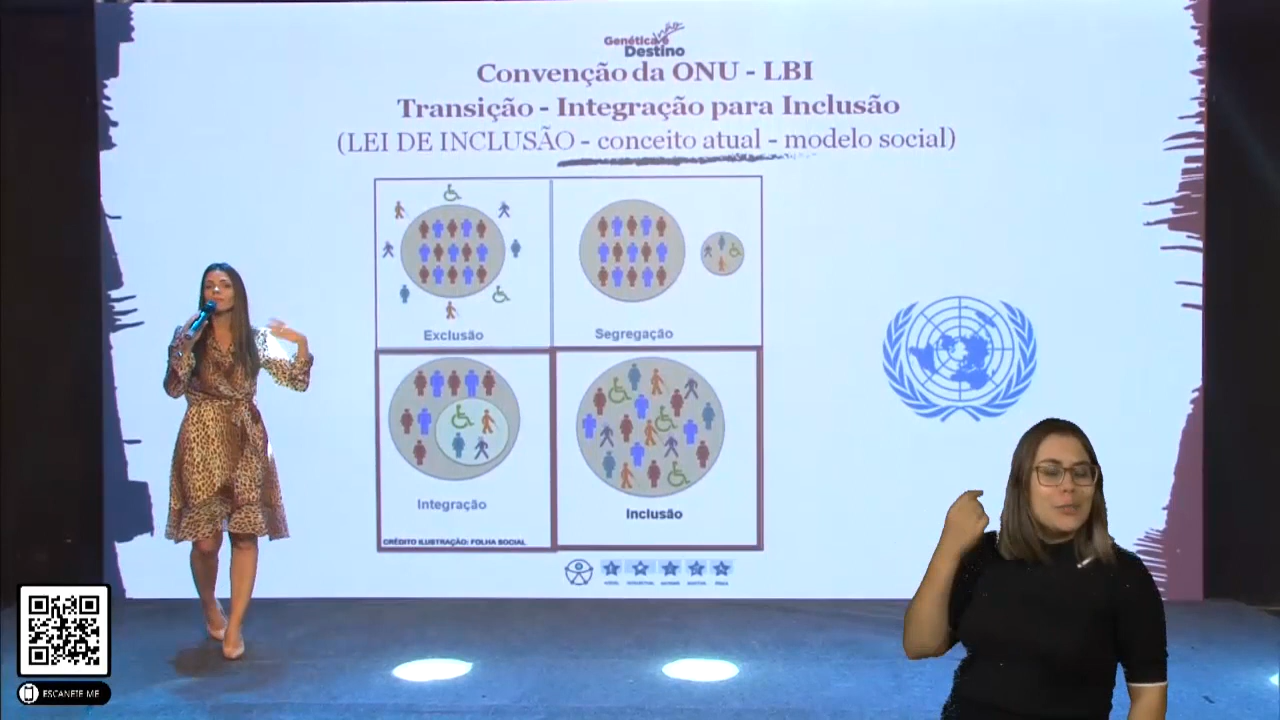 Genética não é
Destino
Convenção da ONU - LBI
Transição - Integração para Inclusão
(LEI DE INCLUSÃO - conceito atual - modelo social)
Exclusão
Segregação
Integração
Inclusão
CRÉDITO ILUSTRAÇÃO: FOLHA SOCIAL
ESCANEIE ME